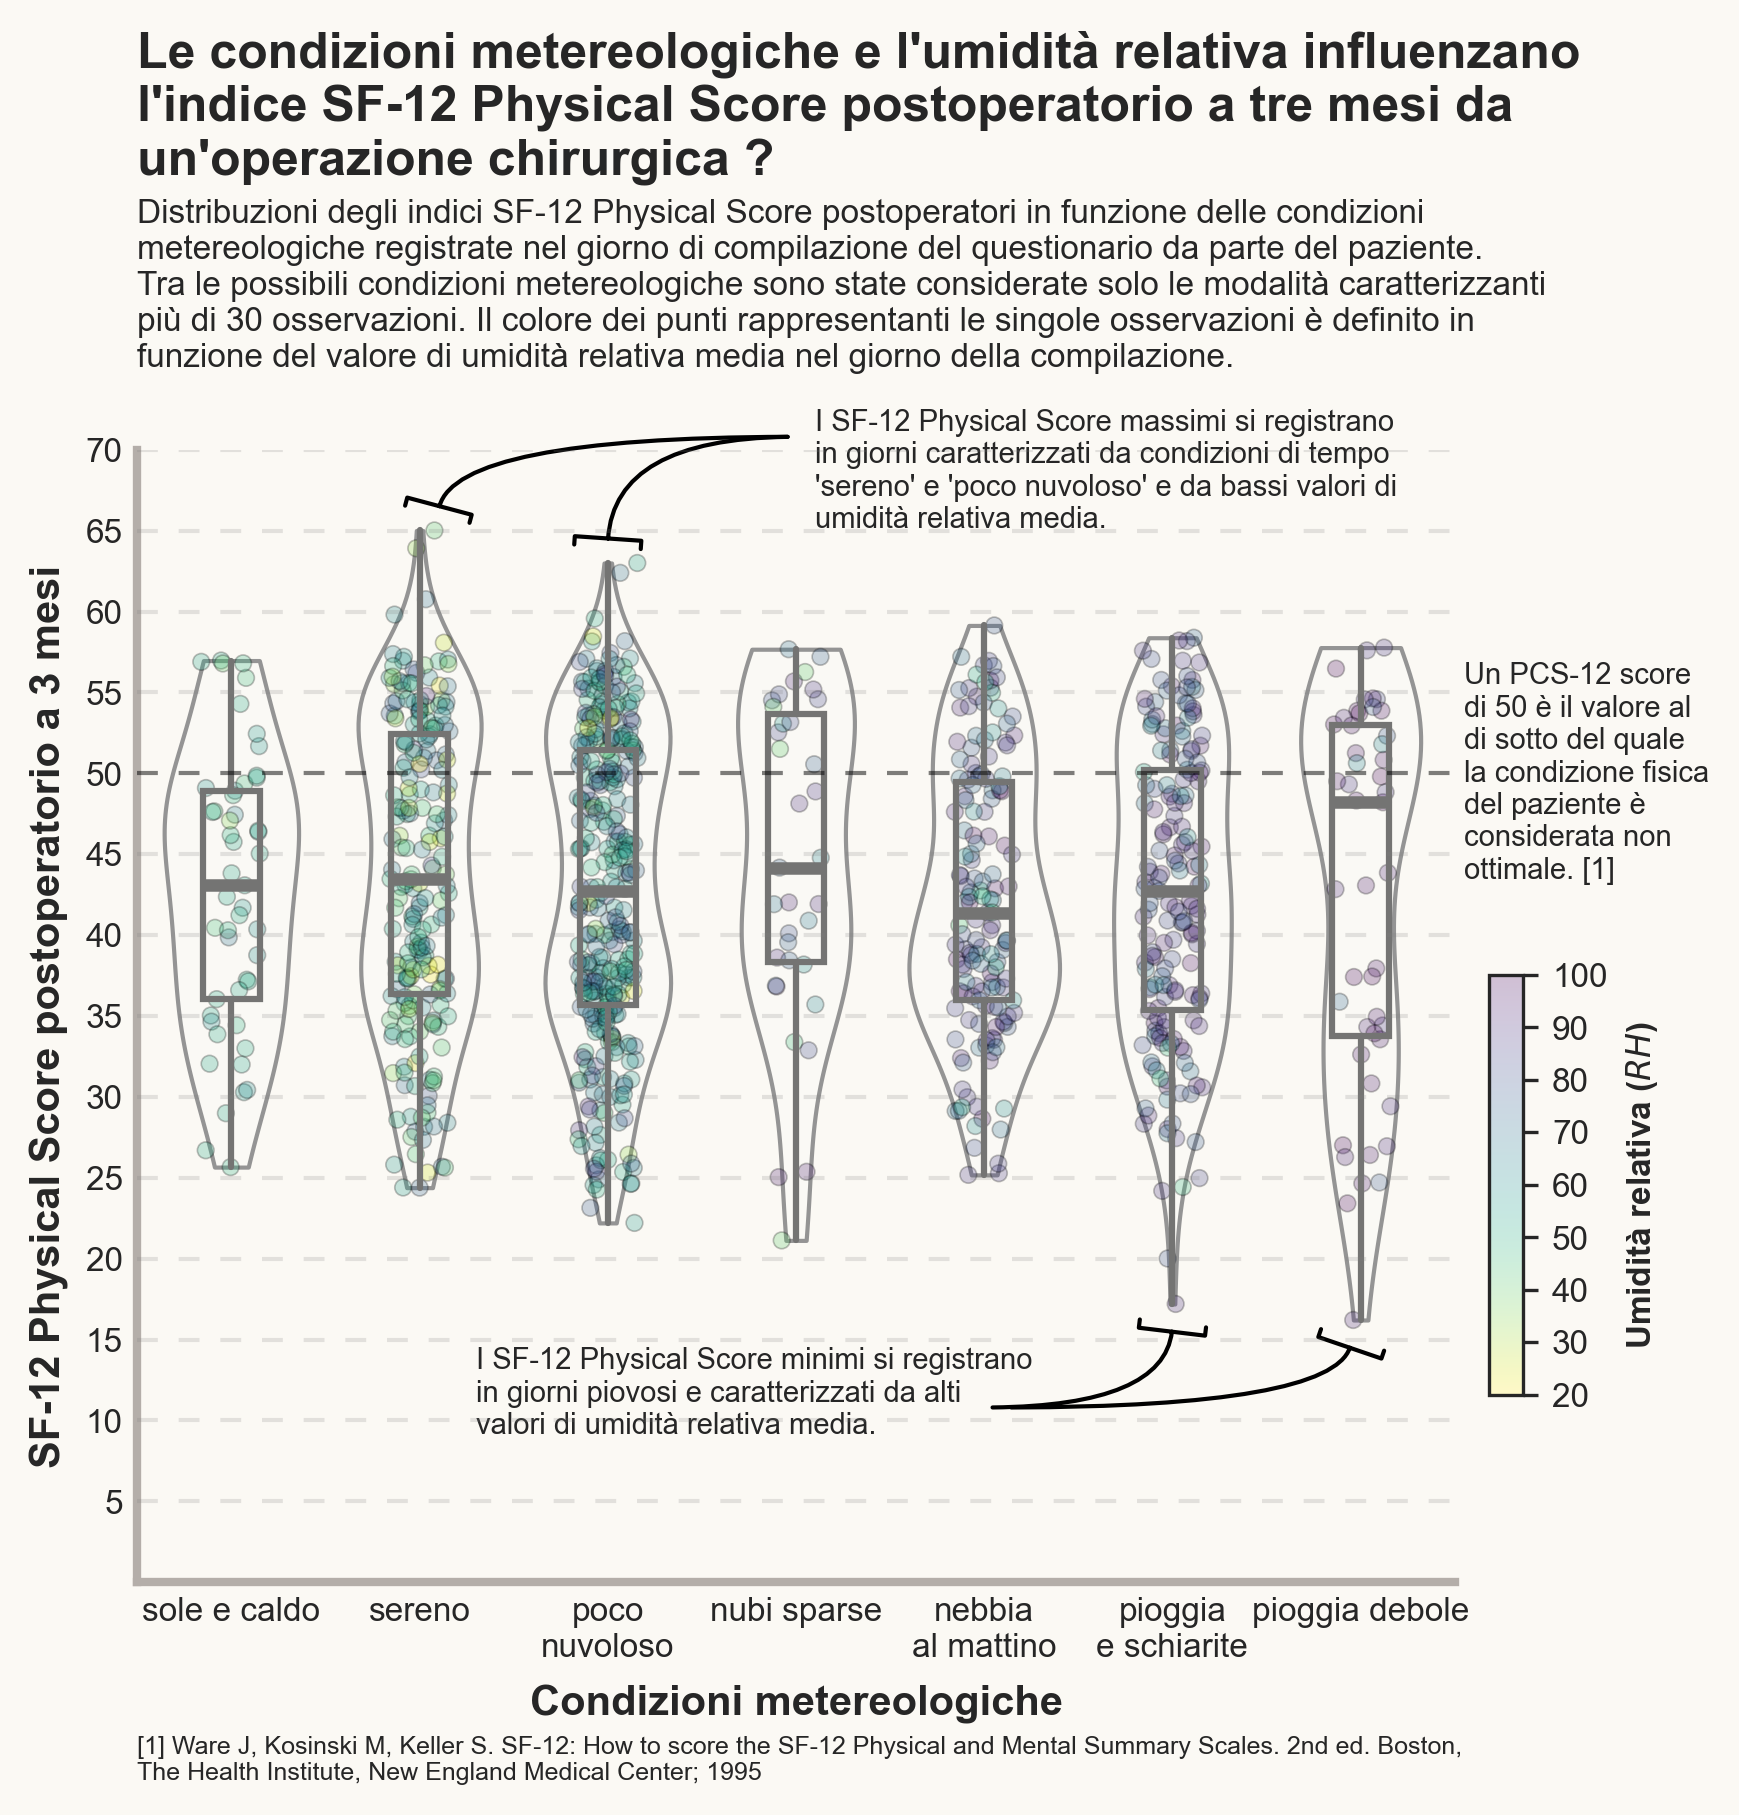 Le condizioni metereologiche e l'umidità relativa influenzano
l'indice SF-12 Physical Score postoperatorio a tre mesi da
un'operazione chirurgica ?
Distribuzioni degli indici SF-12 Physical Score postoperatori in funzione delle condizioni
metereologiche registrate nel giorno di compilazione del questionario da parte del paziente.
Tra le possibili condizioni metereologiche sono state considerate solo le modalità caratterizzanti
più di 30 osservazioni. Il colore dei punti rappresentanti le singole osservazioni è definito in
funzione del valore di umidità relativa media nel giorno della compilazione.
I SF-12 Physical Score massimi si registrano
in giorni caratterizzati da condizioni di tempo
'sereno' e 'poco nuvoloso' e da bassi valori di
umidità relativa media.
SF-12 Physical Score postoperatorio a 3 mesi
70
65
60
55
50
45
40
35
30
25
20
15
10
5
Un PCS-12 score
di 50 è il valore al
di sotto del quale
la condizione fisica
del paziente è
considerata non
ottimale. [1]
100
90
80
70
60
50
40
30
20
Umidità relativa (RH)
I SF-12 Physical Score minimi si registrano
in giorni piovosi e caratterizzati da alti
valori di umidità relativa media.
sole e caldo
sereno
poco
nuvoloso
nubi sparse
nebbia
al mattino
pioggia
e schiarite
pioggia debole
Condizioni metereologiche
[1] Ware J, Kosinski M, Keller S. SF-12: How to score the SF-12 Physical and Mental Summary Scales. 2nd ed. Boston,
The Health Institute, New England Medical Center; 1995